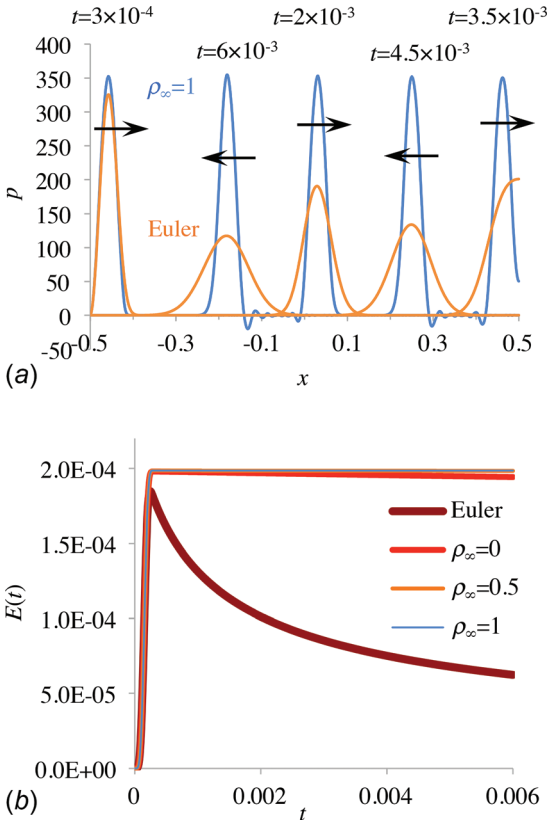 t=3×10⁻⁴ t=2×10⁻³ t=3.5×10⁻³
t=6×10⁻³ t=4.5×10⁻³
400
350
300
250
200
150
100
50
0
-50
p
ρ∞=1
Euler
-0.5 -0.3 -0.1 0.1 0.3 0.5
x
(a)
2.0E-04
1.5E-04
1.0E-04
5.0E-05
0.0E+00
E(t)
Euler
ρ∞=0
ρ∞=0.5
ρ∞=1
0 0.002 0.004 0.006
t
(b)